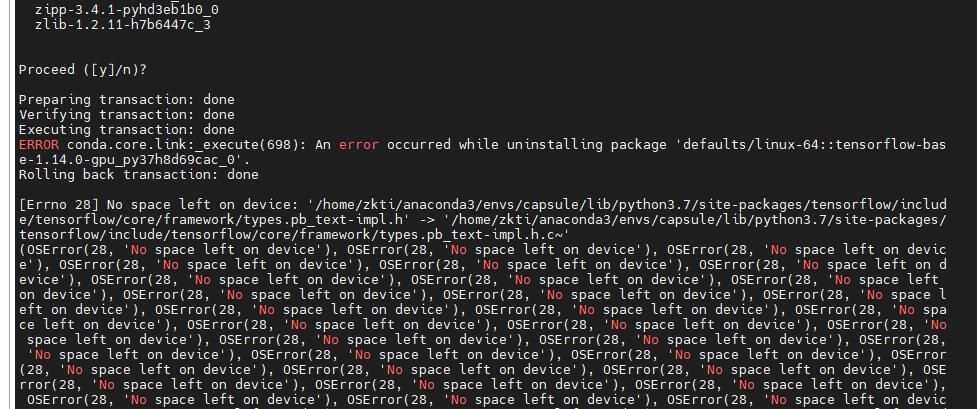 zipp-3.4.1-pyhd3eb1b0_0
zlib-1.2.11-h7b6447c_3
Proceed ([y]/n)?
Preparing transaction: done
Verifying transaction: done
Executing transaction: done
ERROR conda.core.link:_execute(698): An error occurred while uninstalling package 'defaults/linux-64::tensorflow-bas
e-1.14.0-gpu_py37h8d69cac_0'.
Rolling back transaction: done
[Errno 28] No space left on device: '/home/zkti/anaconda3/envs/capsule/lib/python3.7/site-packages/tensorflow/includ
e/tensorflow/core/framework/types.pb_text-impl.h' -> '/home/zkti/anaconda3/envs/capsule/lib/python3.7/site-packages/
tensorflow/include/tensorflow/core/framework/types.pb_text-impl.h.c~'
(OSError(28, 'No space left on device'), OSError(28, 'No space left on device'), OSError(28, 'No space left on devic
e'), OSError(28, 'No space left on device'), OSError(28, 'No space left on device'), OSError(28, 'No space left on d
evice'), OSError(28, 'No space left on device'), OSError(28, 'No space left on device'), OSError(28, 'No space left 
on device'), OSError(28, 'No space left on device'), OSError(28, 'No space left on device'), OSError(28, 'No space l
eft on device'), OSError(28, 'No space left on device'), OSError(28, 'No space left on device'), OSError(28, 'No spa
ce left on device'), OSError(28, 'No space left on device'), OSError(28, 'No space left on device'), OSError(28, 'No
 space left on device'), OSError(28, 'No space left on device'), OSError(28, 'No space left on device'), OSError(28,
 'No space left on device'), OSError(28, 'No space left on device'), OSError(28, 'No space left on device'), OSError
(28, 'No space left on device'), OSError(28, 'No space left on device'), OSError(28, 'No space left on device'), OSE
rror(28, 'No space left on device'), OSError(28, 'No space left on device'), OSError(28, 'No space left on device'),
OSError(28, 'No space left on device'), OSError(28, 'No space left on device'), OSError(28, 'No space left on devic